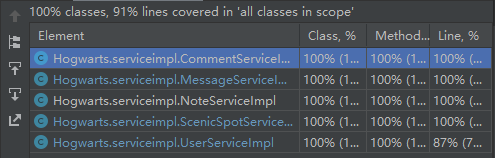 100% classes, 91% lines covered in 'all classes in scope'
Element Class, % Method... Line, %
Hogwarts.serviceimpl.CommentServiceI... 100% (1... 100% (1... 100% (...
Hogwarts.serviceimpl.MessageServiceI... 100% (1... 100% (1... 100% (...
Hogwarts.serviceimpl.NoteServiceImpl 100% (1... 100% (1... 100% (...
Hogwarts.serviceimpl.ScenicSpotService... 100% (1... 100% (1... 100% (...
Hogwarts.serviceimpl.UserServiceImpl 100% (1... 100% (1... 87% (7...